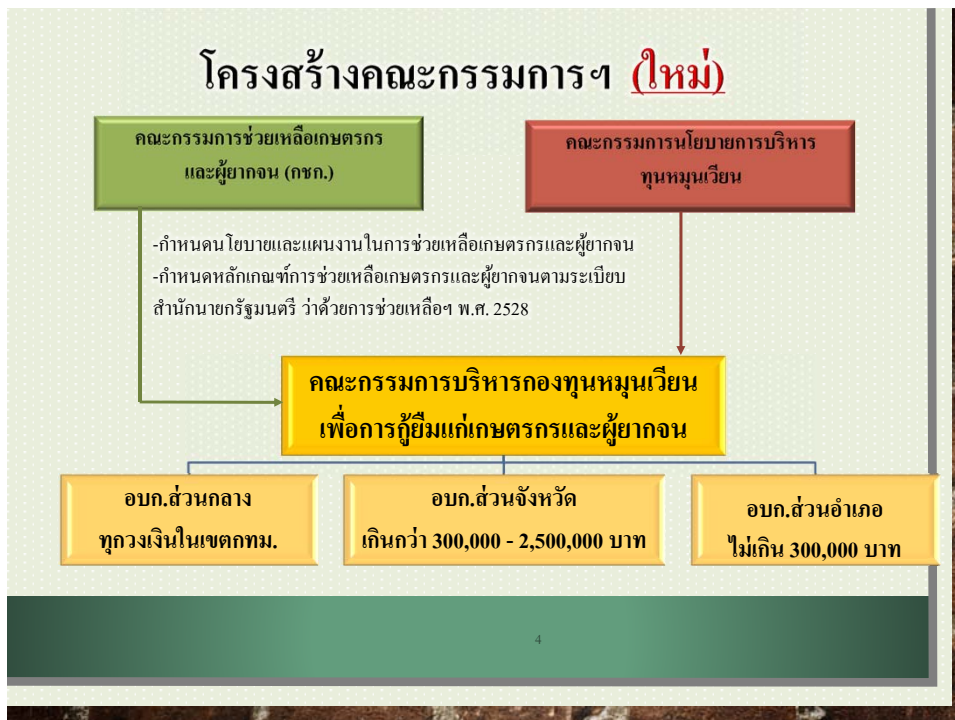 โครงสร้างคณะกรรมการฯ (ใหม่)
คณะกรรมการช่วยเหลือเกษตรกร
และผู้ยากจน (กชก.)
คณะกรรมการนโยบายการบริหาร
ทุนหมุนเวียน
-กำหนดนโยบายและแผนงานในการช่วยเหลือเกษตรกรและผู้ยากจน
-กำหนดหลักเกณฑ์การช่วยเหลือเกษตรกรและผู้ยากจนตามระเบียบ
สำนักนายกรัฐมนตรี ว่าด้วยการช่วยเหลือฯ พ.ศ. 2528
คณะกรรมการบริหารกองทุนหมุนเวียน
เพื่อการกู้ยืมแก่เกษตรกรและผู้ยากจน
อบก.ส่วนกลาง
ทุกวงเงินในเขตกทม.
อบก.ส่วนจังหวัด
เกินกว่า 300,000 - 2,500,000 บาท
อบก.ส่วนอำเภอ
ไม่เกิน 300,000 บาท
4